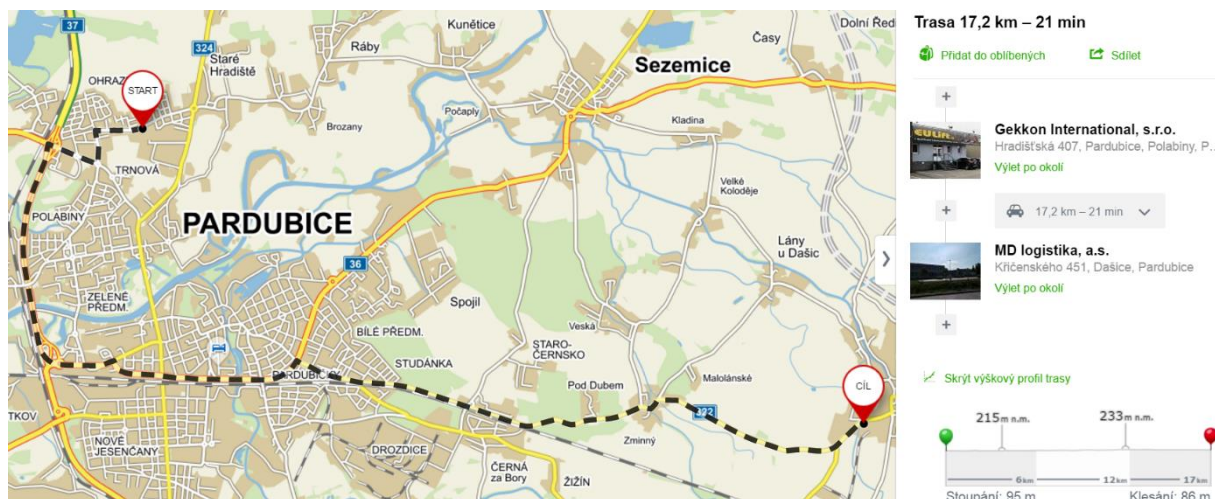 37
324
Kunětice
Časy
Dolní Řed
Ráby
Staré
Hradiště
OHRAZ
START
Sezemice
Počaply
Kladina
Brozany
TRNOVÁ
PARDUBICE
POLABINY
Velké
Koloděje
Lány
u Dašic
36
ZELENÉ
PŘEDM.
Spojil
BÍLÉ PŘEDM.
Veská
STARO-
ČERNSKO
STUDÁNKA
PARDUBIČKY
Pod Dubem
Malolánské
CÍL
322
TKOV
NOVÉ
JESENČANY
Zminný
DROZDICE
ČERNÁ
za Bory
ŽIŽÍN
Trasa 17,2 km – 21 min
Přidat do oblíbených
Sdílet
+
Gekkon International, s.r.o.
Hradišťská 407, Pardubice, Polabiny, P...
Výlet po okolí
+
17,2 km – 21 min
MD logistika, a.s.
Křičenského 451, Dašice, Pardubice
Výlet po okolí
+
Skrýt výškový profil trasy
215m n.m.
233m n.m.
6km
12km
17km
Stoupání: 95 m
Klesání: 86 m